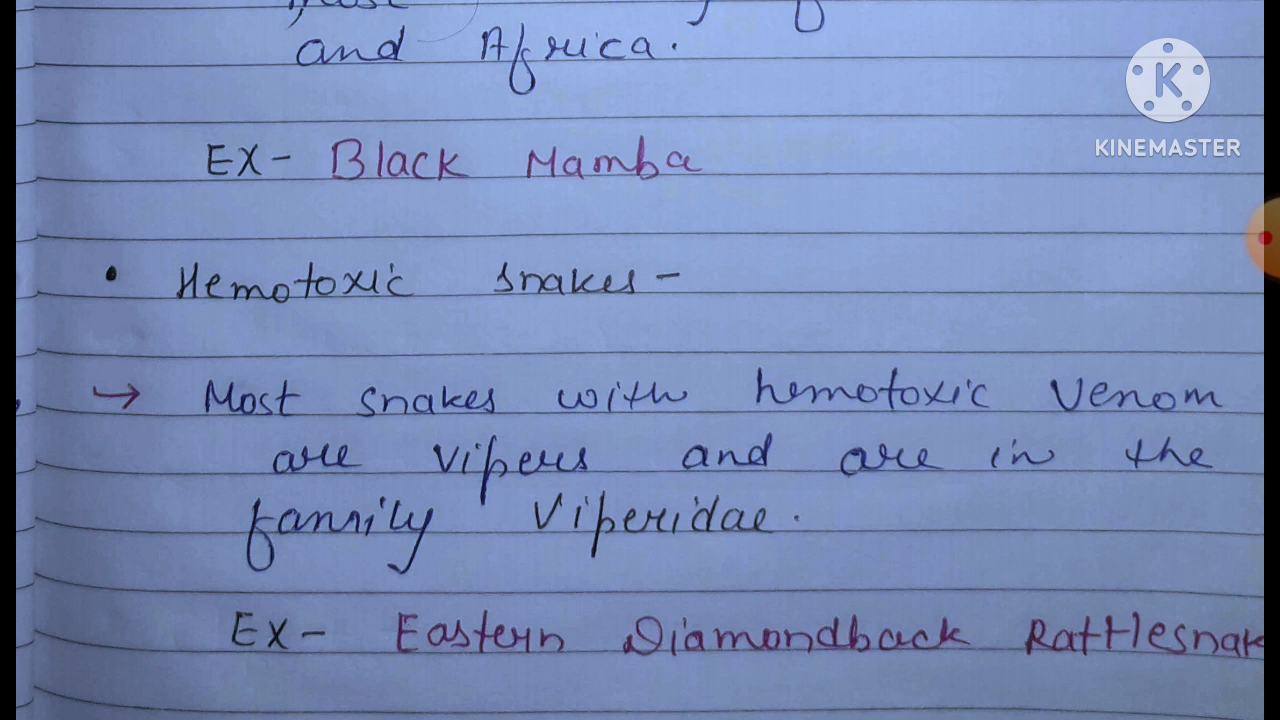 and Africa.
KINEMASTER
EX- Black Mamba
• Hemotoxic snakes-
→ Most snakes with hemotoxic venom
are vipers and are in the
family Viperidae.
Ex- Eastern Diamondback Rattlesnak